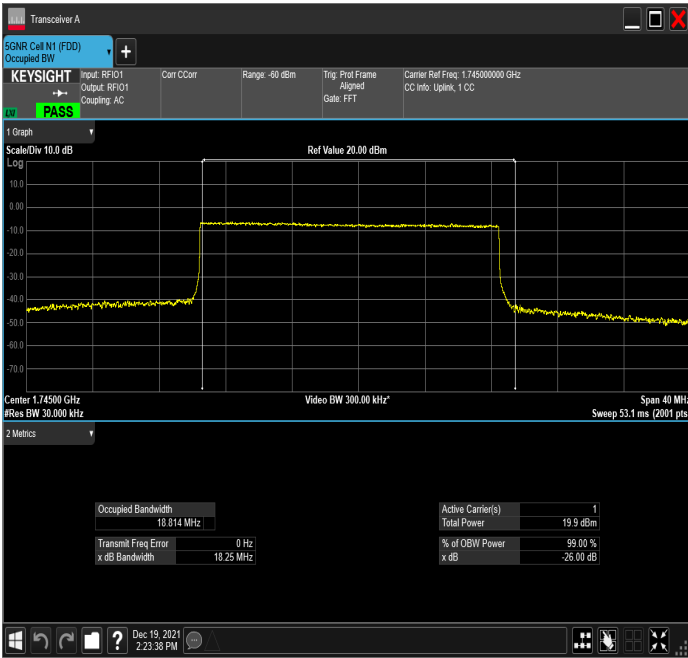 Transceiver A
5GNR Cell N1 (FDD)
Occupied BW
KEYSIGHT
LXI
PASS
Input: RFIO1
Output: RFIO1
Coupling: AC
Corr CCorr
Range: -60 dBm
Trig: Prot Frame
Aligned
Gate: FFT
Carrier Ref Freq: 1.745000000 GHz
CC Info: Uplink, 1 CC
1 Graph
Scale/Div 10.0 dB
Ref Value 20.00 dBm
Log
10.0
0.00
-10.0
-20.0
-30.0
-40.0
-50.0
-60.0
-70.0
Center 1.74500 GHz
Video BW 300.00 kHz*
Span 40 MHz
#Res BW 30.000 kHz
Sweep 53.1 ms (2001 pts
2 Metrics
Occupied Bandwidth
18.814 MHz
Transmit Freq Error 0 Hz
x dB Bandwidth 18.25 MHz
Active Carrier(s) 1
Total Power 19.9 dBm
% of OBW Power 99.00 %
x dB -26.00 dB
?
Dec 19, 2021
2:23:38 PM